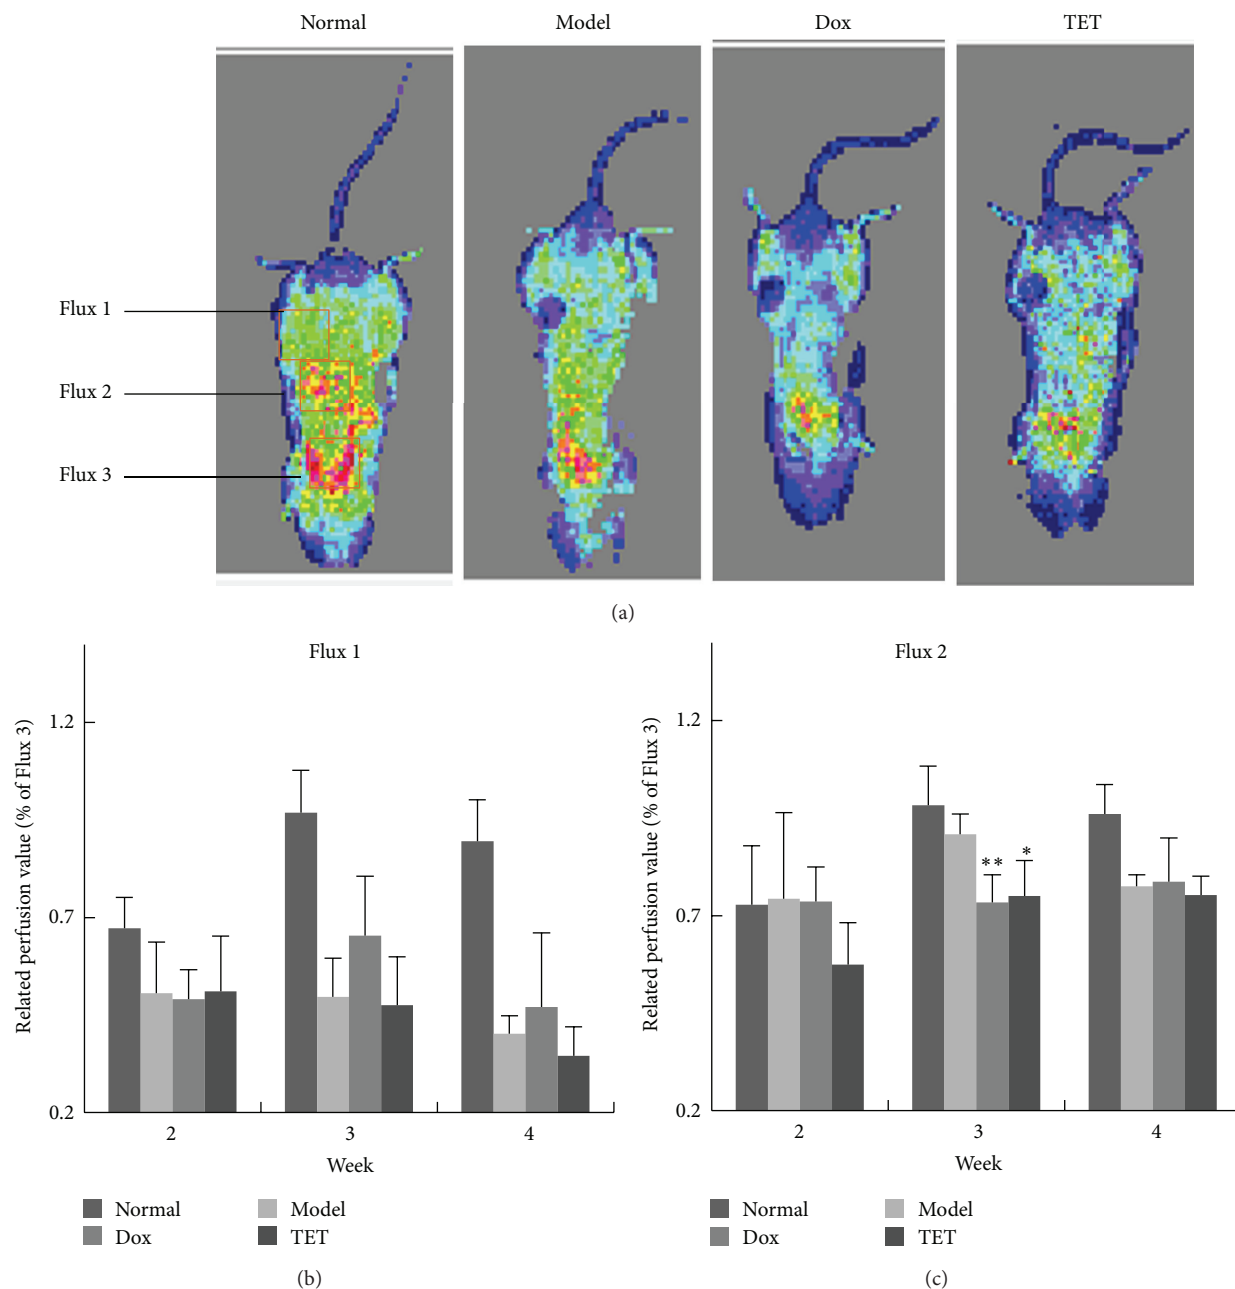 Normal
Model
Dox
TET
Flux 1
Flux 2
Flux 3
(a)
Flux 1
Related perfusion value (% of Flux 3)
1.2
0.7
0.2
2
3
4
Week
Normal
Model
Dox
TET
(b)
Flux 2
Related perfusion value (% of Flux 3)
1.2
0.7
0.2
**
*
2
3
4
Week
Normal
Model
Dox
TET
(c)